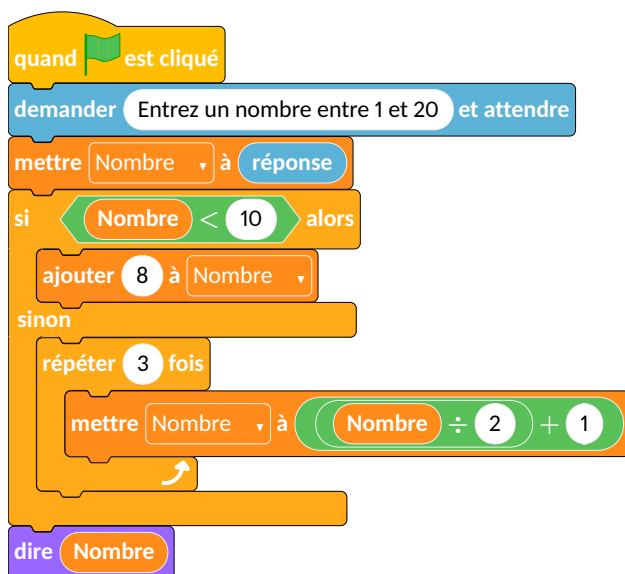 quand est cliqué
demander Entrez un nombre entre 1 et 20 et attendre
mettre Nombre à réponse
si Nombre < 10 alors
ajouter 8 à Nombre
sinon
répéter 3 fois
mettre Nombre à Nombre ÷ 2 + 1
dire Nombre